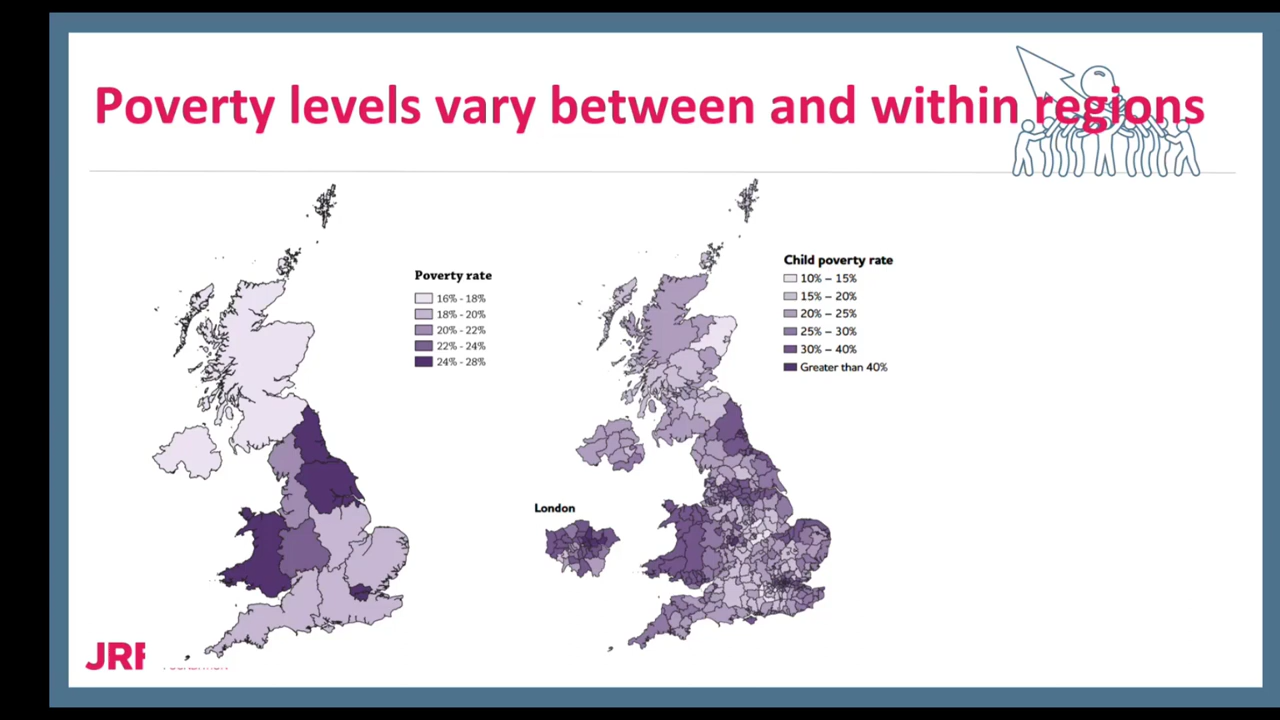 Poverty levels vary between and within regions
Poverty rate
16% - 18%
18% - 20%
20% - 22%
22% - 24%
24% - 28%
Child poverty rate
10% – 15%
15% – 20%
20% – 25%
25% – 30%
30% – 40%
Greater than 40%
London
JRF